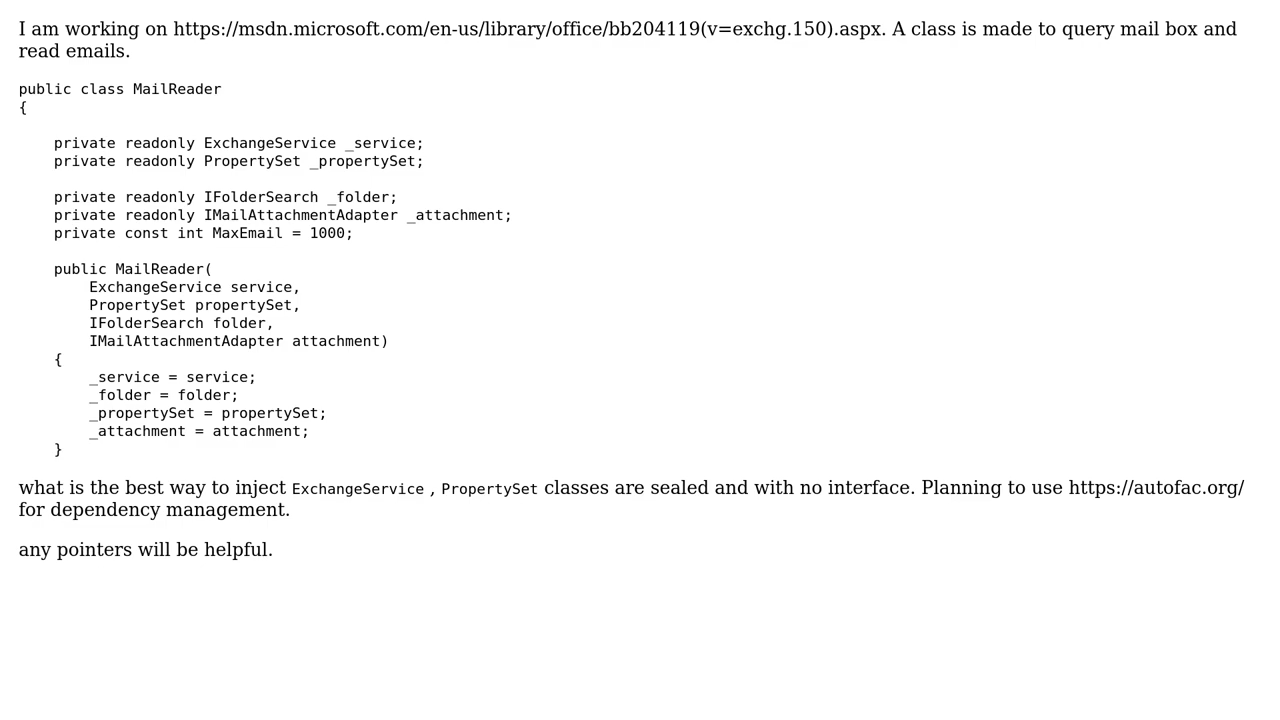 I am working on https://msdn.microsoft.com/en-us/library/office/bb204119(v=exchg.150).aspx. A class is made to query mail box and
read emails.
public class MailReader
{
    private readonly ExchangeService _service;
    private readonly PropertySet _propertySet;
    private readonly IFolderSearch _folder;
    private readonly IMailAttachmentAdapter _attachment;
    private const int MaxEmail = 1000;
    public MailReader(
        ExchangeService service,
        PropertySet propertySet,
        IFolderSearch folder,
        IMailAttachmentAdapter attachment)
    {
        _service = service;
        _folder = folder;
        _propertySet = propertySet;
        _attachment = attachment;
    }
what is the best way to inject ExchangeService , PropertySet classes are sealed and with no interface. Planning to use https://autofac.org/
for dependency management.
any pointers will be helpful.